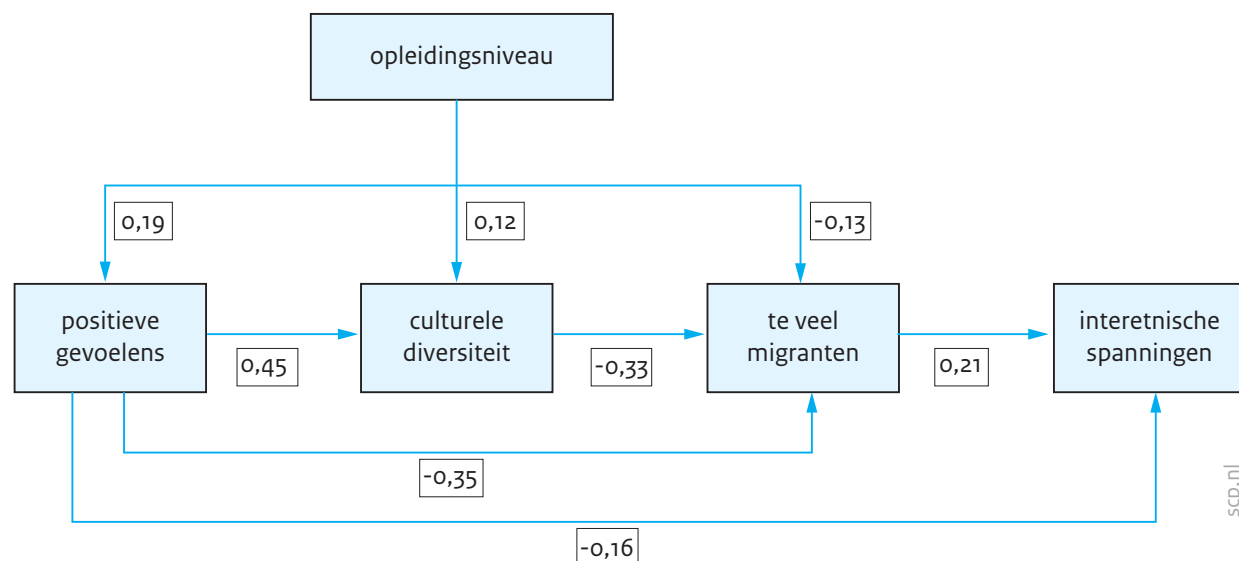 opleidingsniveau
0,19
0,12
-0,13
positieve
gevoelens
culturele
diversiteit
te veel
migranten
interetnische
spanningen
0,45
-0,33
0,21
-0,35
-0,16
scp.nl